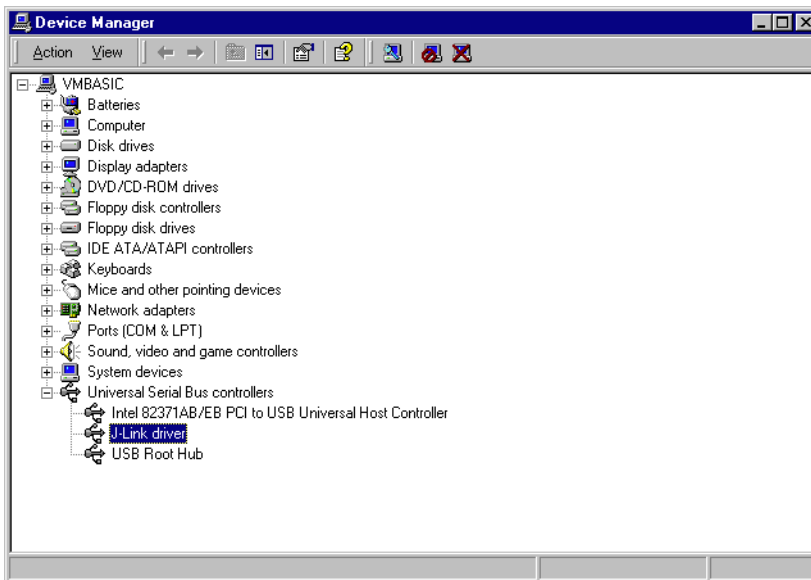 Device Manager
Action View
VMBASIC
Batteries
Computer
Disk drives
Display adapters
DVD/CD-ROM drives
Floppy disk controllers
Floppy disk drives
IDE ATA/ATAPI controllers
Keyboards
Mice and other pointing devices
Network adapters
Ports (COM & LPT)
Sound, video and game controllers
System devices
Universal Serial Bus controllers
Intel 82371AB/EB PCI to USB Universal Host Controller
J-Link driver
USB Root Hub